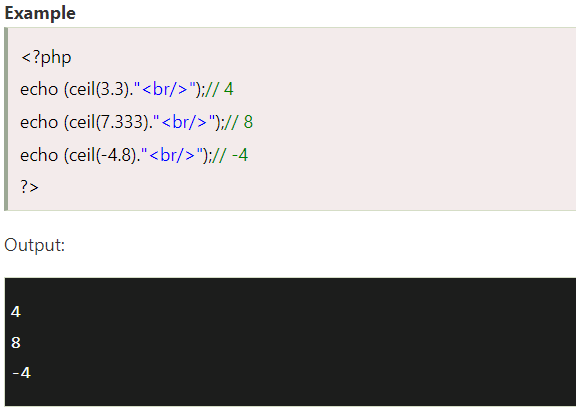 Example
<?php
echo (ceil(3.3)."<br/>");// 4
echo (ceil(7.333)."<br/>");// 8
echo (ceil(-4.8)."<br/>");// -4
?>
Output:
4
8
-4